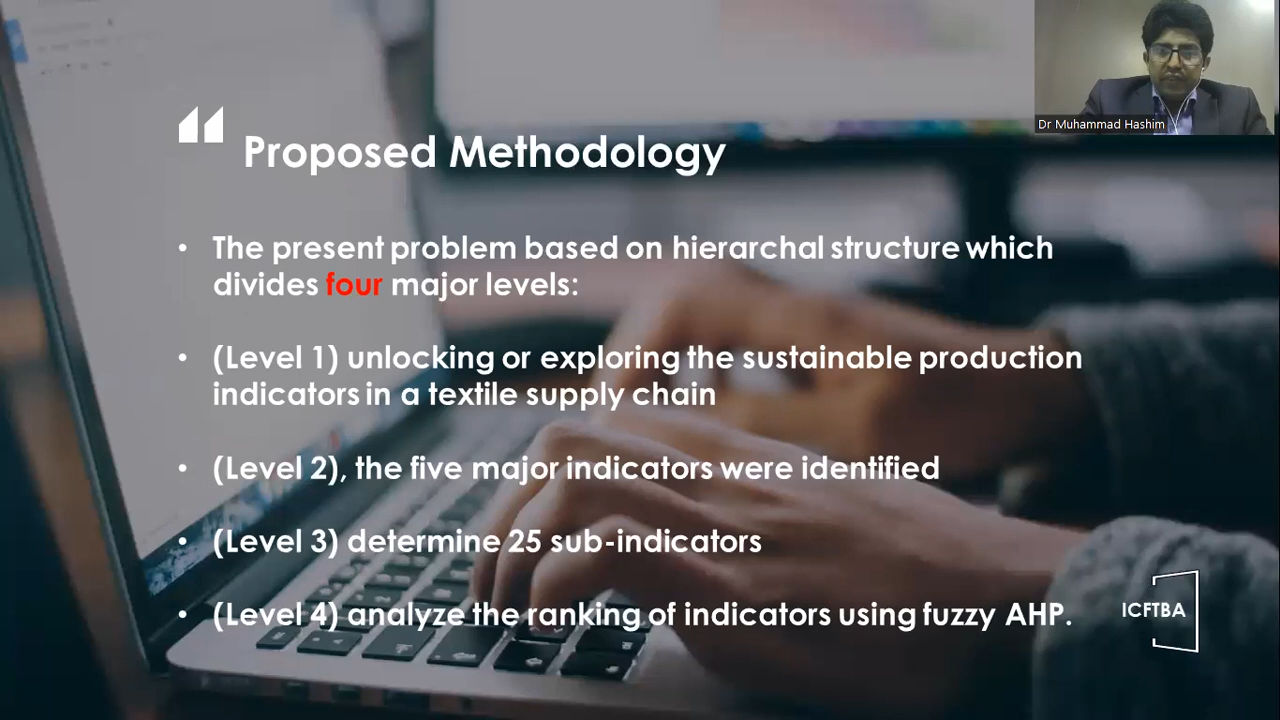 Dr Muhammad Hashim
Proposed Methodology
• The present problem based on hierarchal structure which
divides four major levels:
• (Level 1) unlocking or exploring the sustainable production
indicators in a textile supply chain
• (Level 2), the five major indicators were identified
• (Level 3) determine 25 sub-indicators
• (Level 4) analyze the ranking of indicators using fuzzy AHP.
ICFTBA